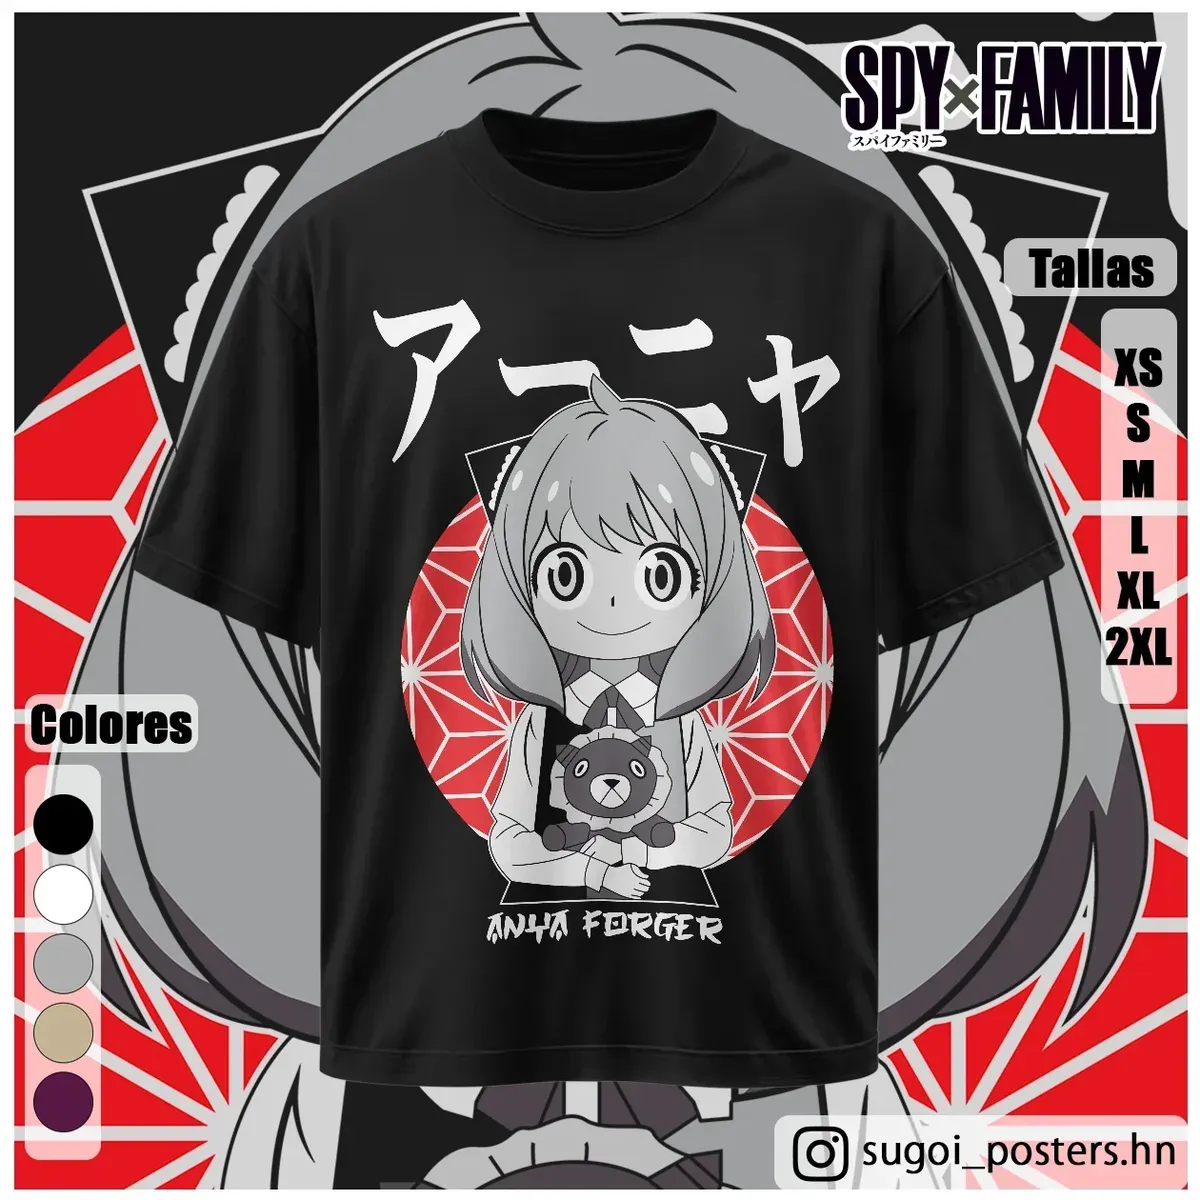 SPY×FAMILY
スパイファミリー
Tallas
XS
S
M
L
XL
2XL
アーニャ
Colores
ANYA FORGER
sugoi_posters.hn